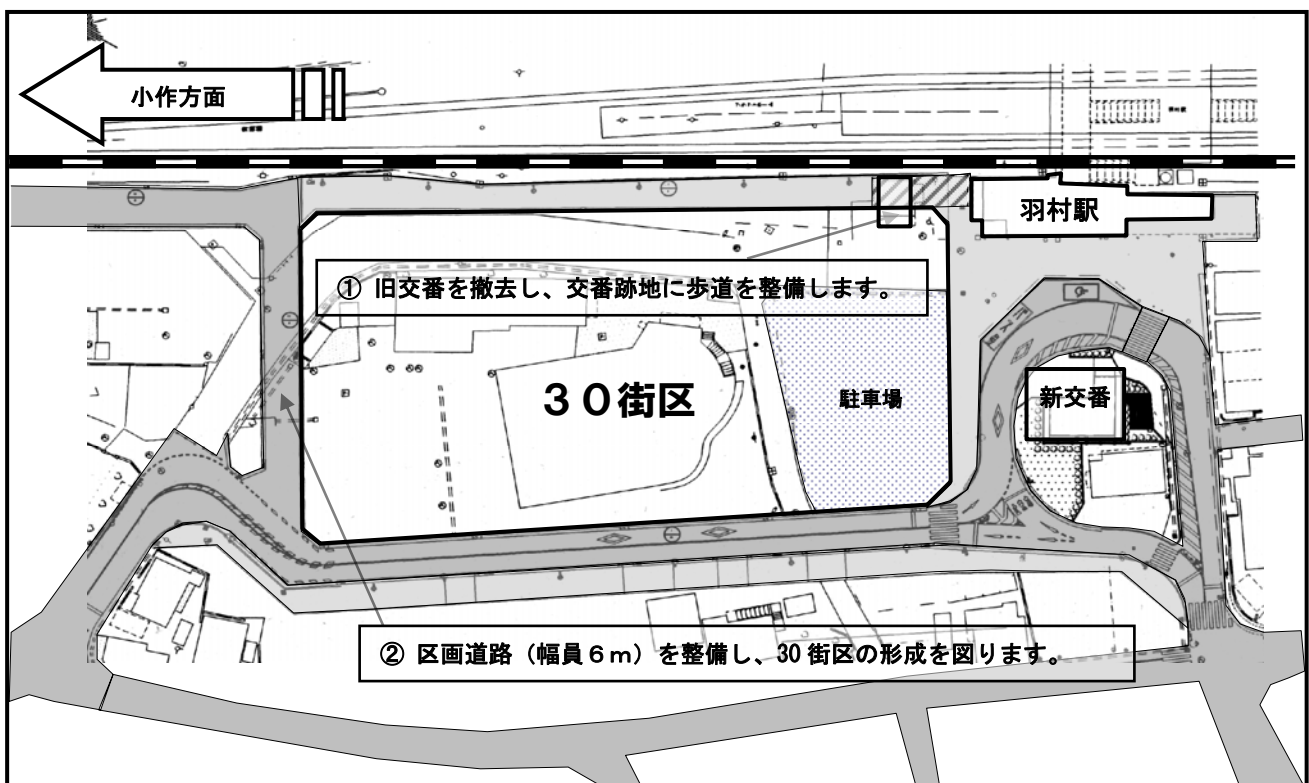 小作方面
羽村駅
① 旧交番を撤去し、交番跡地に歩道を整備します。
30街区
駐車場
新交番
② 区画道路(幅員6m)を整備し、30街区の形成を図ります。